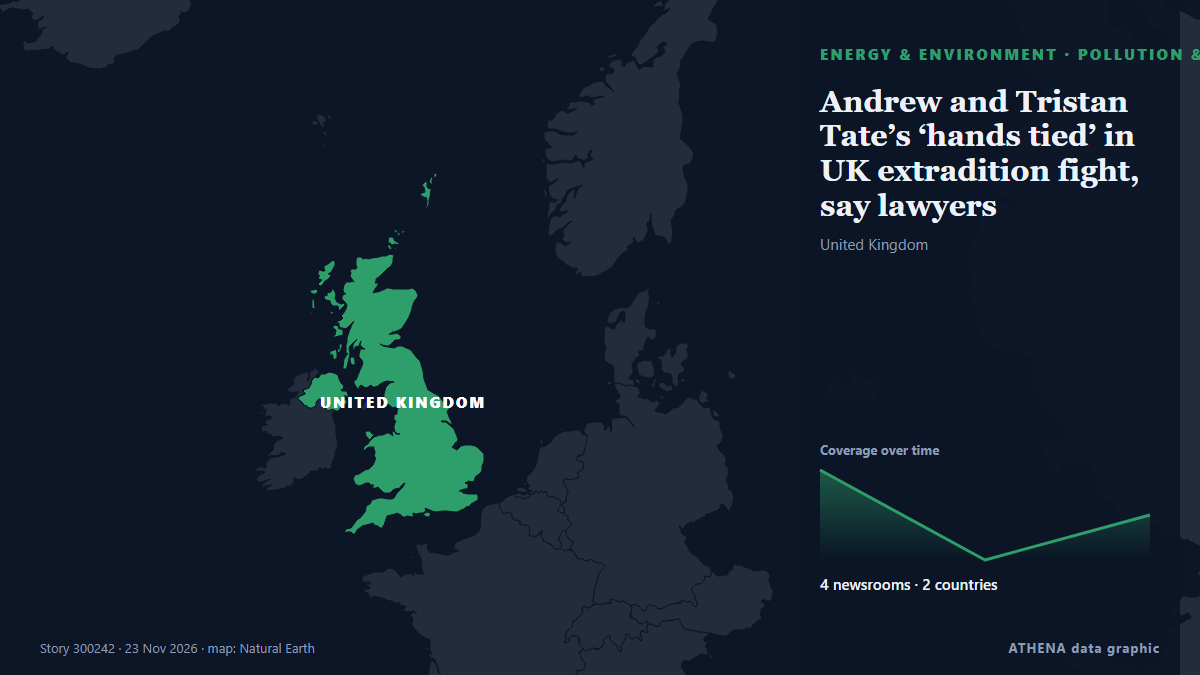 ENERGY & ENVIRONMENT · POLLUTION &
Andrew and Tristan
Tate’s ‘hands tied’ in
UK extradition fight,
say lawyers
United Kingdom
UNITED KINGDOM
Coverage over time
4 newsrooms · 2 countries
Story 300242 · 23 Nov 2026 · map: Natural Earth
ATHENA data graphic